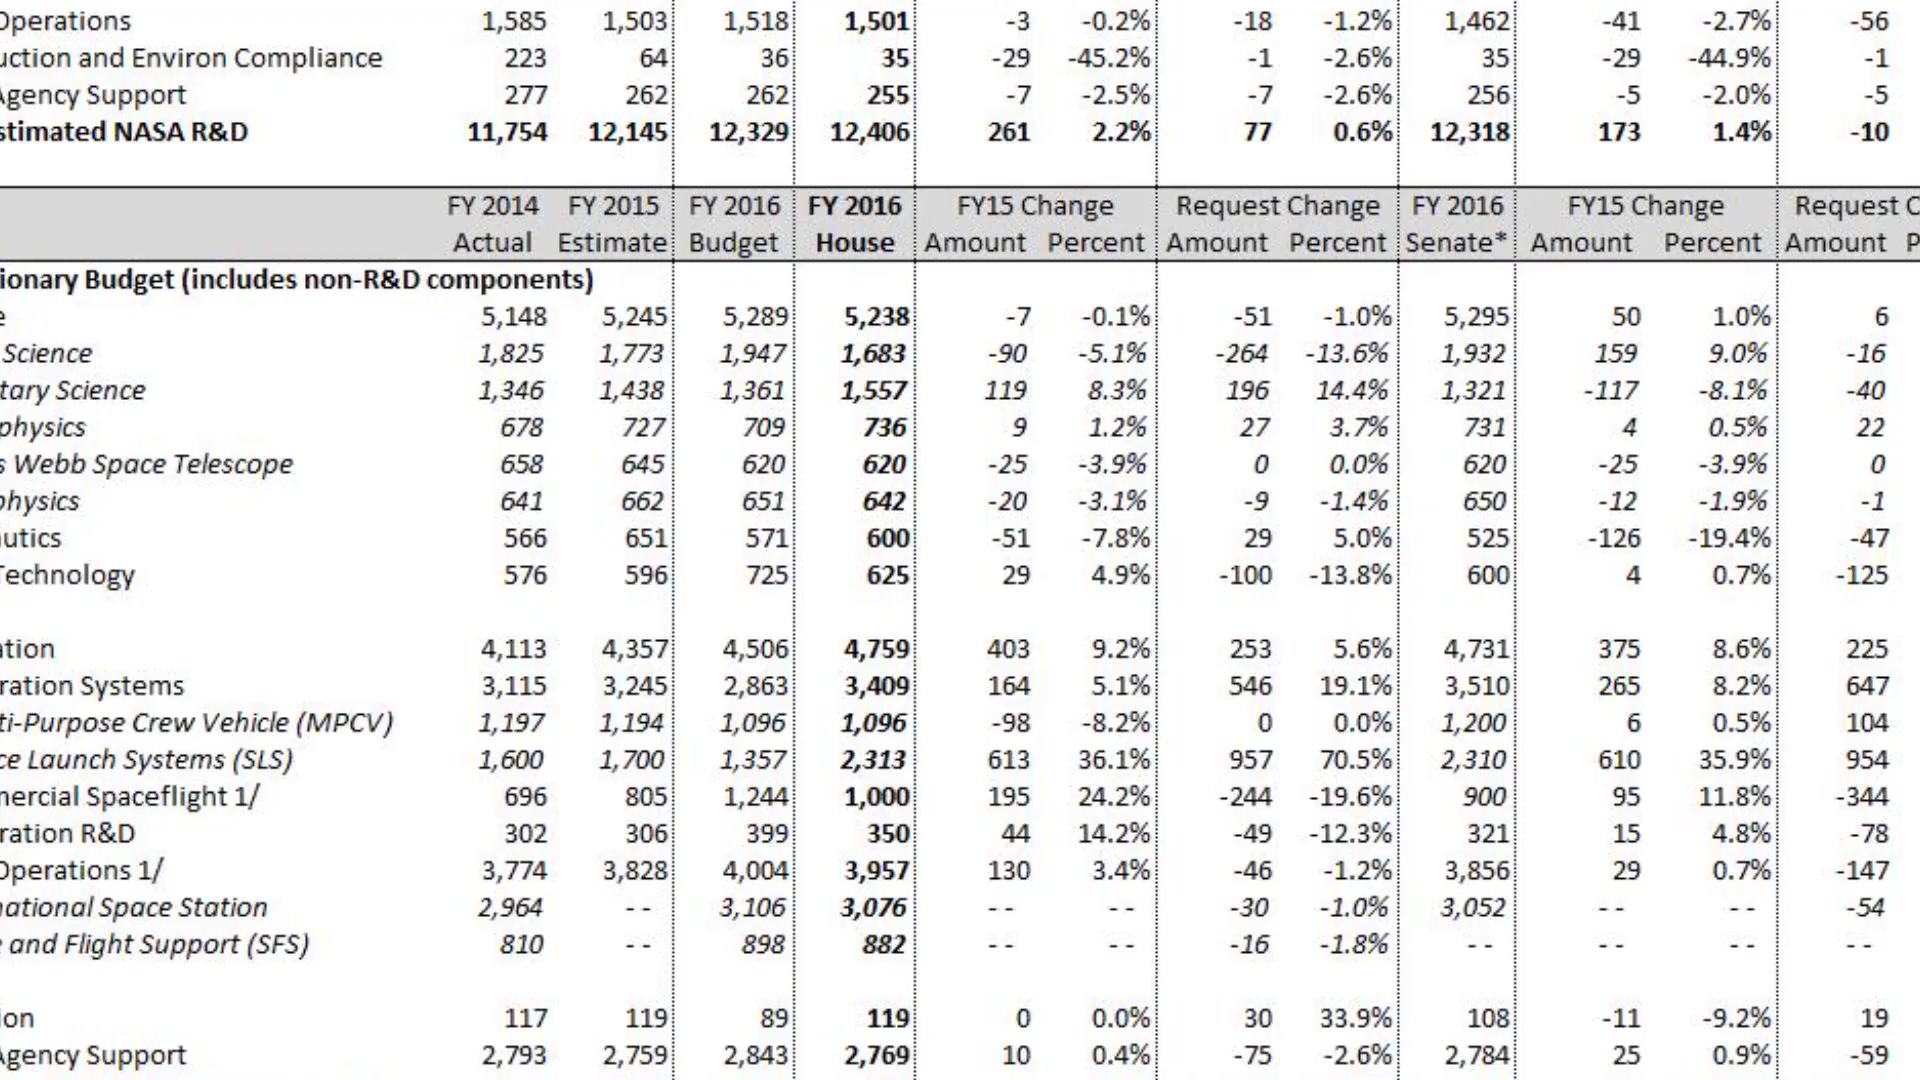 Operations 1,585 1,503 1,518 1,501 -3 -0.2% -18 -1.2% 1,462 -41 -2.7% -56
uction and Environ Compliance 223 64 36 35 -29 -45.2% -1 -2.6% 35 -29 -44.9% -1
Agency Support 277 262 262 255 -7 -2.5% -7 -2.6% 256 -5 -2.0% -5
stimated NASA R&D 11,754 12,145 12,329 12,406 261 2.2% 77 0.6% 12,318 173 1.4% -10
FY 2014 FY 2015 FY 2016 FY 2016 FY15 Change Request Change FY 2016 FY15 Change Request C
Actual Estimate Budget House Amount Percent Amount Percent Senate* Amount Percent Amount P
ionary Budget (includes non-R&D components)
e 5,148 5,245 5,289 5,238 -7 -0.1% -51 -1.0% 5,295 50 1.0% 6
Science 1,825 1,773 1,947 1,683 -90 -5.1% -264 -13.6% 1,932 159 9.0% -16
tary Science 1,346 1,438 1,361 1,557 119 8.3% 196 14.4% 1,321 -117 -8.1% -40
physics 678 727 709 736 9 1.2% 27 3.7% 731 4 0.5% 22
s Webb Space Telescope 658 645 620 620 -25 -3.9% 0 0.0% 620 -25 -3.9% 0
physics 641 662 651 642 -20 -3.1% -9 -1.4% 650 -12 -1.9% -1
utics 566 651 571 600 -51 -7.8% 29 5.0% 525 -126 -19.4% -47
Technology 576 596 725 625 29 4.9% -100 -13.8% 600 4 0.7% -125
ation 4,113 4,357 4,506 4,759 403 9.2% 253 5.6% 4,731 375 8.6% 225
ration Systems 3,115 3,245 2,863 3,409 164 5.1% 546 19.1% 3,510 265 8.2% 647
ti-Purpose Crew Vehicle (MPCV) 1,197 1,194 1,096 1,096 -98 -8.2% 0 0.0% 1,200 6 0.5% 104
ce Launch Systems (SLS) 1,600 1,700 1,357 2,313 613 36.1% 957 70.5% 2,310 610 35.9% 954
mercial Spaceflight 1/ 696 805 1,244 1,000 195 24.2% -244 -19.6% 900 95 11.8% -344
ration R&D 302 306 399 350 44 14.2% -49 -12.3% 321 15 4.8% -78
Operations 1/ 3,774 3,828 4,004 3,957 130 3.4% -46 -1.2% 3,856 29 0.7% -147
national Space Station 2,964 - - 3,106 3,076 - - - - -30 -1.0% 3,052 - - - - -54
e and Flight Support (SFS) 810 - - 898 882 - - - - -16 -1.8% - - - - - - - -
ion 117 119 89 119 0 0.0% 30 33.9% 108 -11 -9.2% 19
Agency Support 2,793 2,759 2,843 2,769 10 0.4% -75 -2.6% 2,784 25 0.9% -59